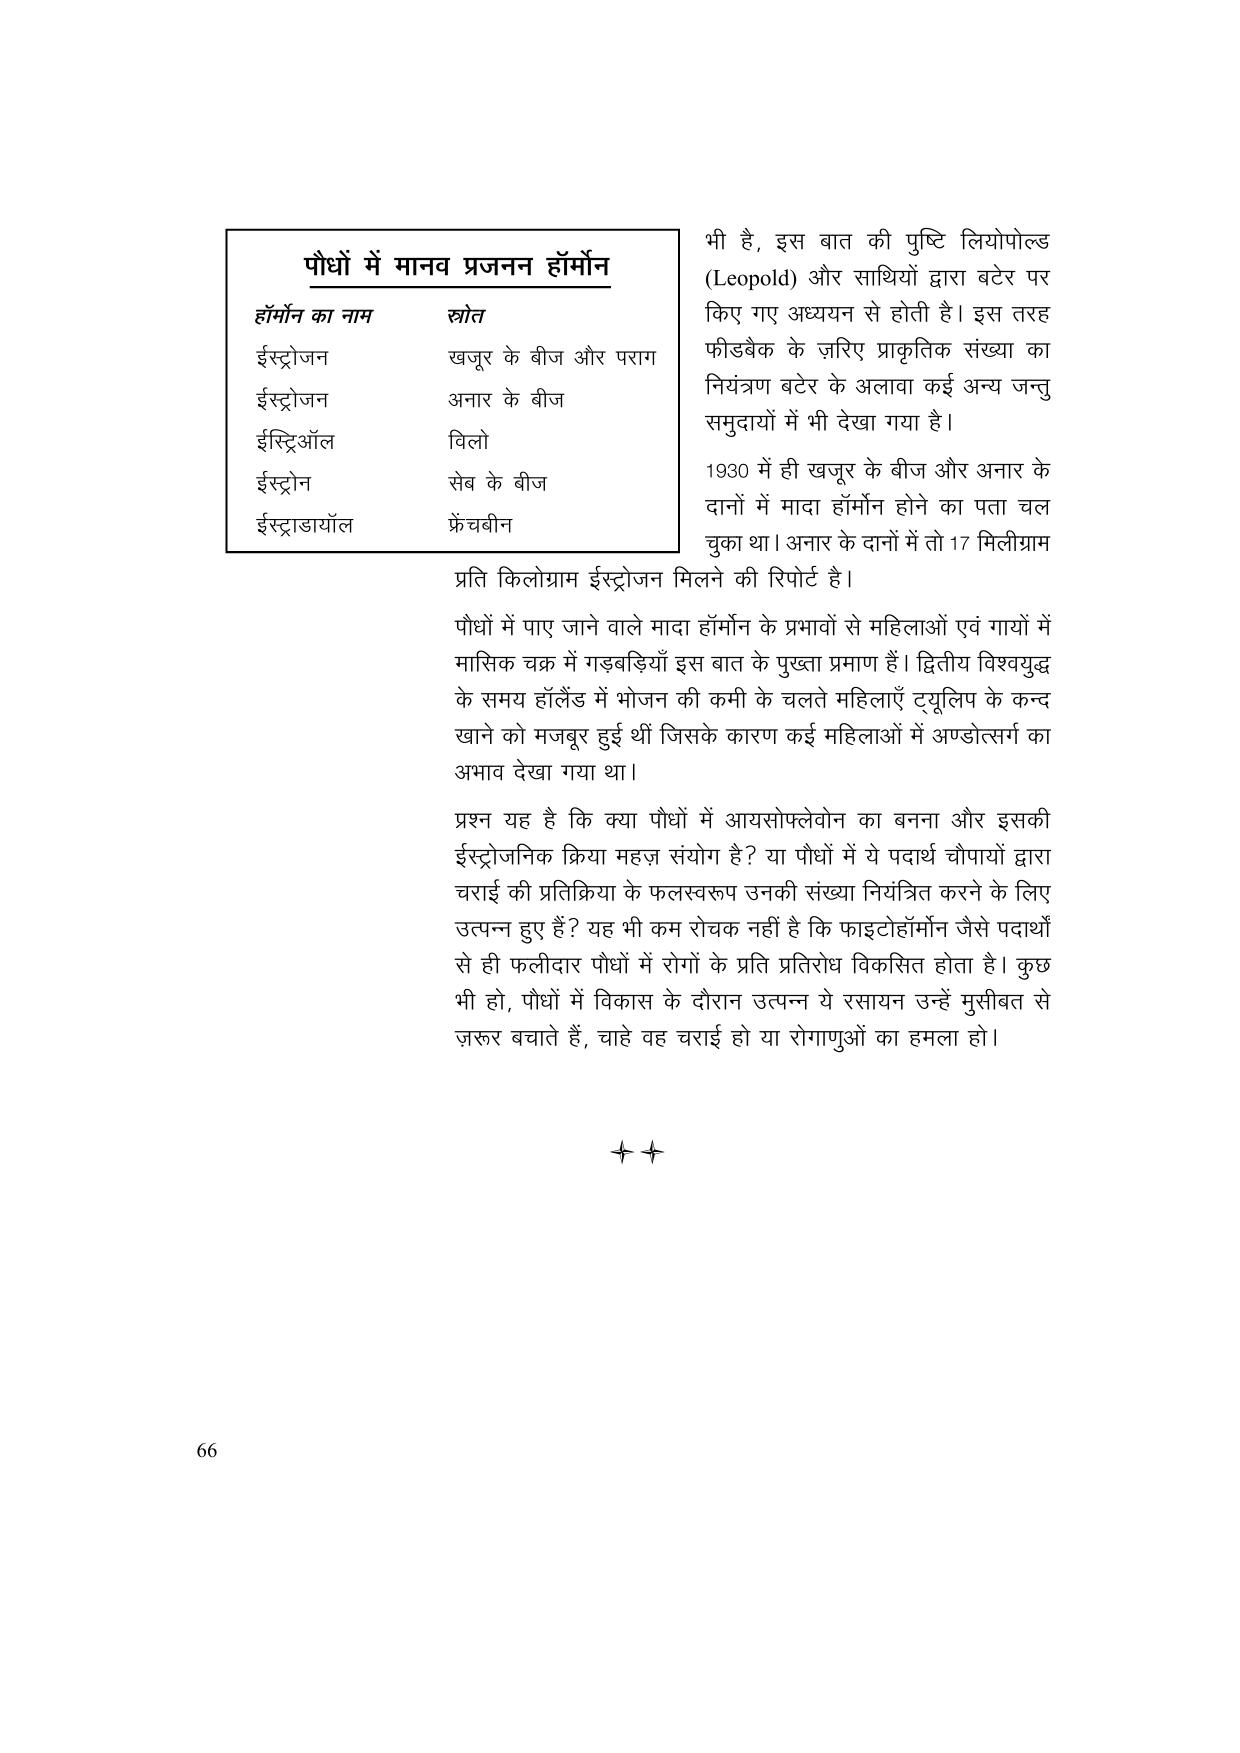 पौधों में मानव प्रजनन हॉर्मोन
हॉर्मोन का नाम स्रोत
ईस्ट्रोजन खजूर के बीज और पराग
ईस्ट्रोजन अनार के बीज
ईस्ट्रिऑल विलो
ईस्ट्रोन सेब के बीज
ईस्ट्राडायॉल फ्रेंचबीन
भी है, इस बात की पुष्टि लियोपोल्ड
(Leopold) और साथियों द्वारा बटेर पर
किए गए अध्ययन से होती है। इस तरह
फीडबैक के ज़रिए प्राकृतिक संख्या का
नियंत्रण बटेर के अलावा कई अन्य जन्तु
समुदायों में भी देखा गया है।
1930 में ही खजूर के बीज और अनार के
दानों में मादा हॉर्मोन होने का पता चल
चुका था। अनार के दानों में तो 17 मिलीग्राम
प्रति किलोग्राम ईस्ट्रोजन मिलने की रिपोर्ट है।
पौधों में पाए जाने वाले मादा हॉर्मोन के प्रभावों से महिलाओं एवं गायों में
मासिक चक्र में गड़बड़ियाँ इस बात के पुख्ता प्रमाण हैं। द्वितीय विश्वयुद्ध
के समय हॉलैंड में भोजन की कमी के चलते महिलाएँ ट्यूलिप के कन्द
खाने को मजबूर हुई थीं जिसके कारण कई महिलाओं में अण्डोत्सर्ग का
अभाव देखा गया था।
प्रश्न यह है कि क्या पौधों में आयसोफ्लेवोन का बनना और इसकी
ईस्ट्रोजनिक क्रिया महज़ संयोग है? या पौधों में ये पदार्थ चौपायों द्वारा
चराई की प्रतिक्रिया के फलस्वरूप उनकी संख्या नियंत्रित करने के लिए
उत्पन्न हुए हैं? यह भी कम रोचक नहीं है कि फाइटोहॉर्मोन जैसे पदार्थों
से ही फलीदार पौधों में रोगों के प्रति प्रतिरोध विकसित होता है। कुछ
भी हो, पौधों में विकास के दौरान उत्पन्न ये रसायन उन्हें मुसीबत से
ज़रूर बचाते हैं, चाहे वह चराई हो या रोगाणुओं का हमला हो।
66